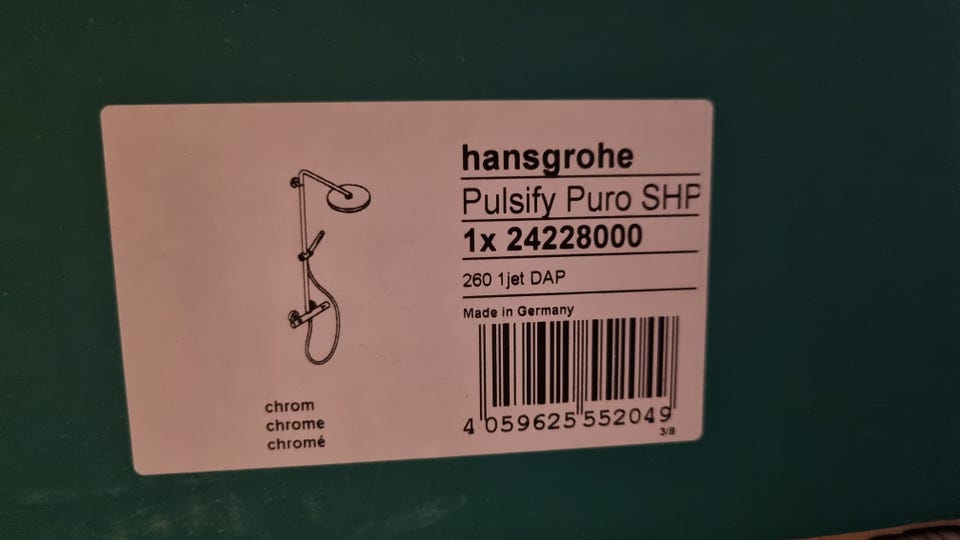 hansgrohe
Pulsify Puro SHP
1x 24228000
260 1jet DAP
Made in Germany
4 059625 552049
3/8
chrom
chrome
chromé